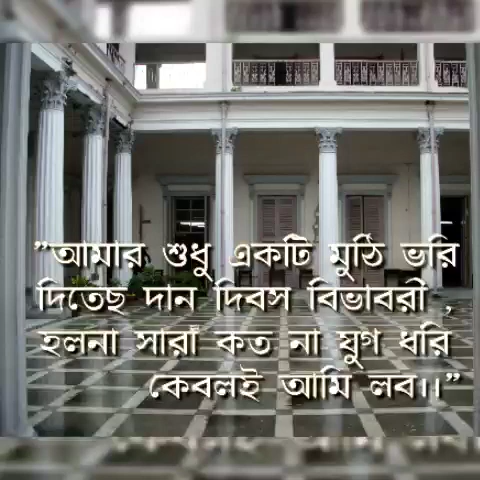 "আমার শুধু একটি মুঠি ভরি
দিতেছ দান দিবস বিভাবরী ,
হলনা সারা কত না যুগ ধরি
কেবলই আমি লব।।"